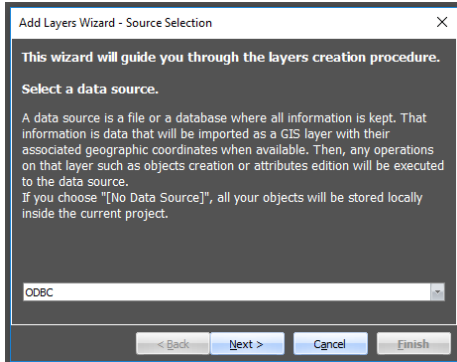 Add Layers Wizard - Source Selection
This wizard will guide you through the layers creation procedure.
Select a data source.
A data source is a file or a database where all information is kept. That
information is data that will be imported as a GIS layer with their
associated geographic coordinates when available. Then, any operations
on that layer such as objects creation or attributes edition will be executed
to the data source.
If you choose "[No Data Source]", all your objects will be stored locally
inside the current project.
ODBC
< Back Next > Cancel Finish